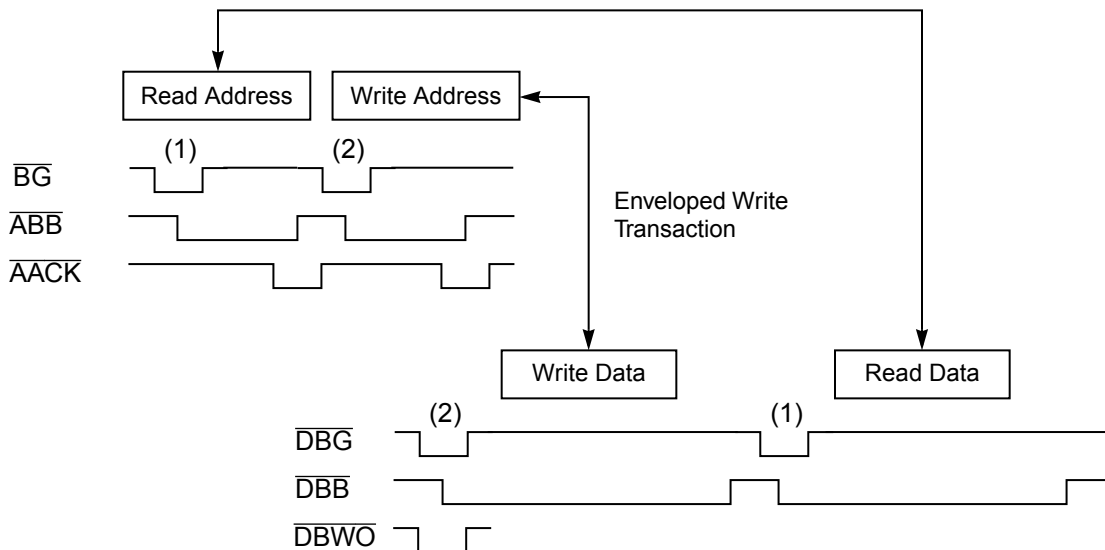 Read Address
Write Address
(1)
(2)
BG
ABB
AACK
Enveloped Write
Transaction
Write Data
Read Data
(2)
(1)
DBG
DBB
DBWO